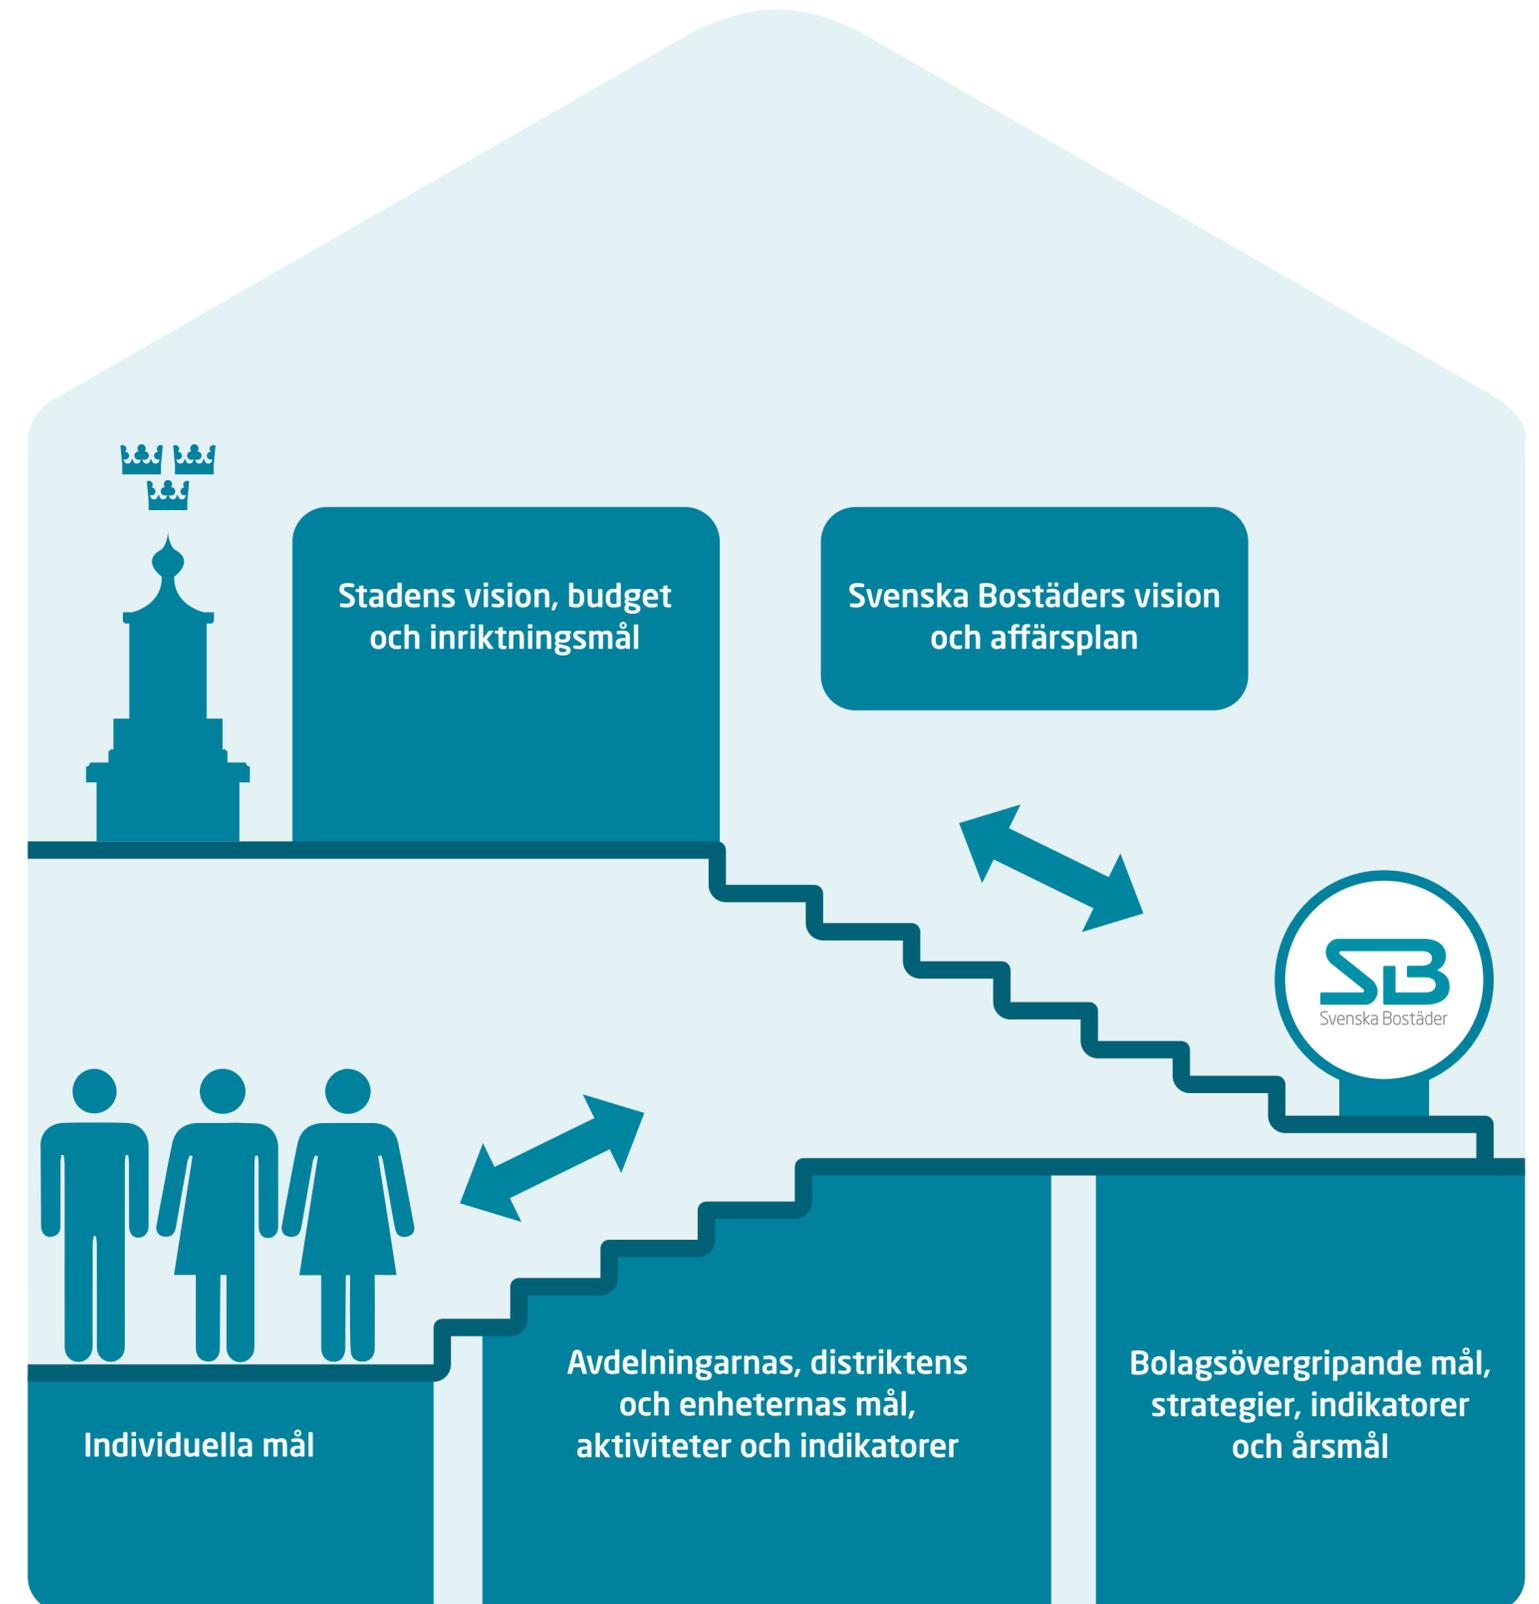 Stadens vision, budget
och inriktningsmål
Svenska Bostäders vision
och affärsplan
SB
Svenska Bostäder
Avdelningarnas, distriktens
och enheternas mål,
aktiviteter och indikatorer
Bolagsövergripande mål,
strategier, indikatorer
och årsmål
Individuella mål